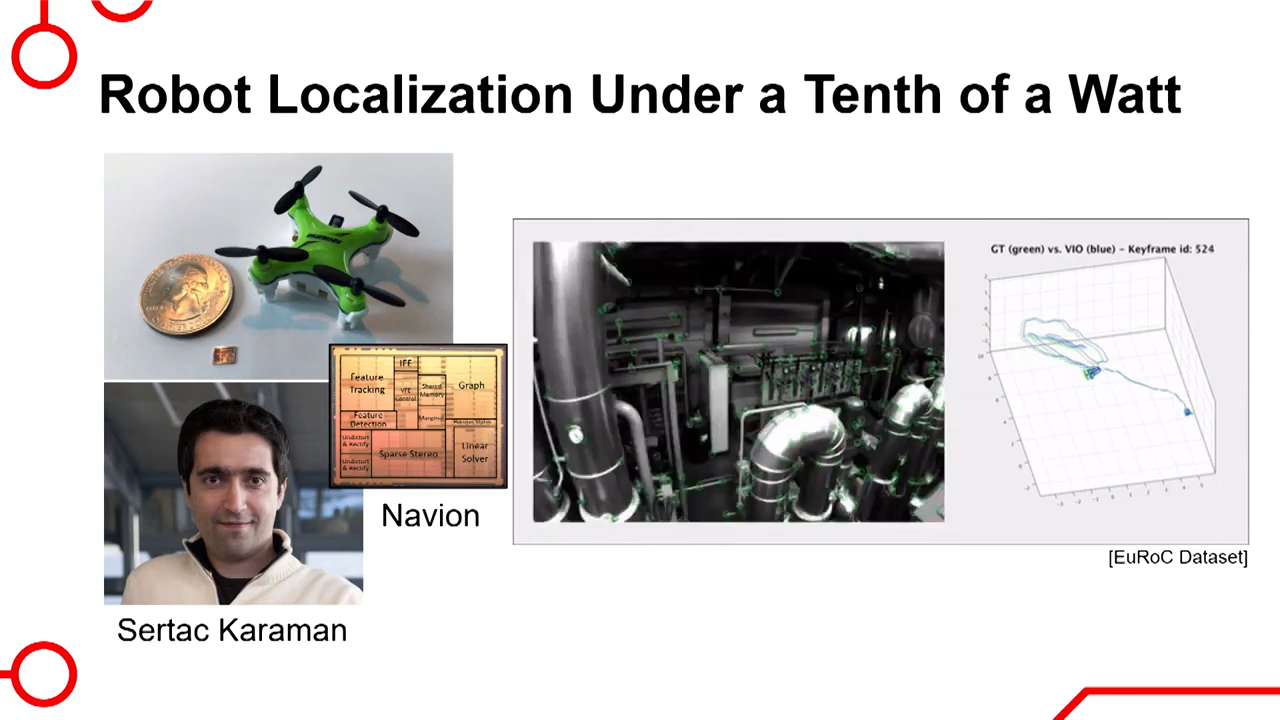 Robot Localization Under a Tenth of a Watt
GT (green) vs. VIO (blue) – Keyframe id: 524
IFF
Feature
Tracking
VFE
Control
Shared
Memory
Graph
Feature
Detection
Undistort
& Rectify
Undistort
& Rectify
Sparse Stereo
Linear
Solver
Navion
[EuRoC Dataset]
Sertac Karaman